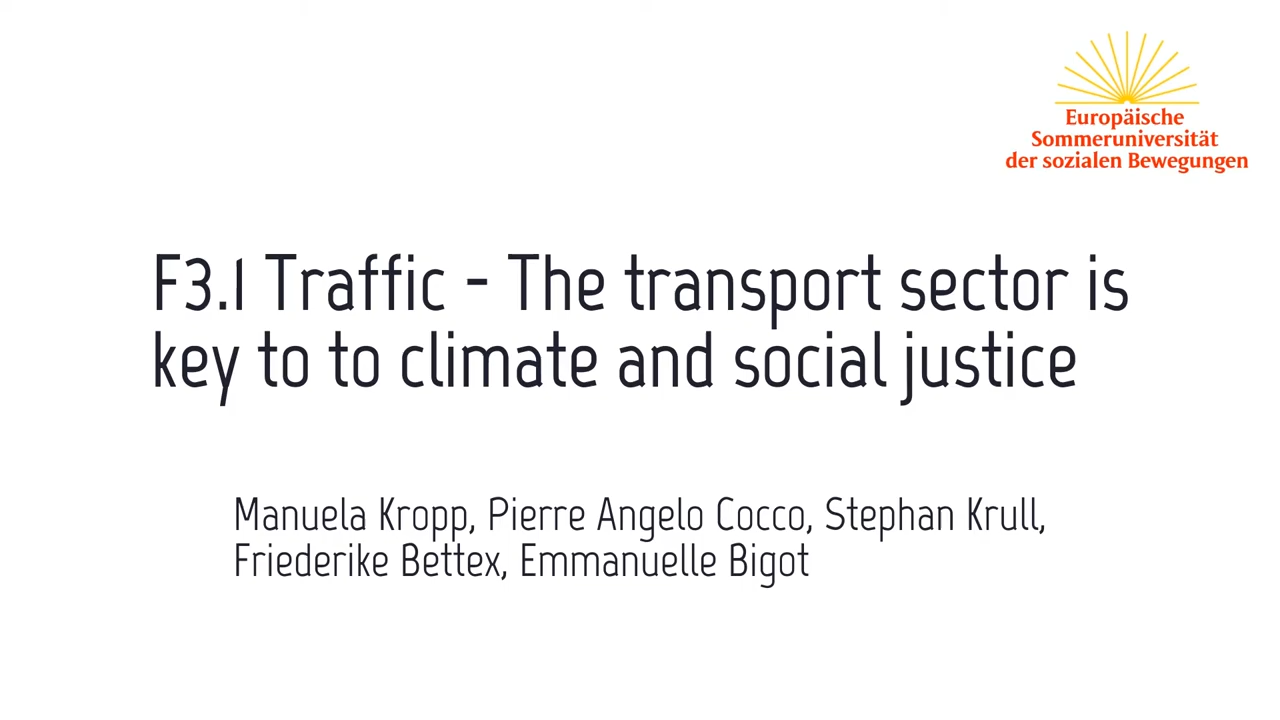 Europäische
Sommeruniversität
der sozialen Bewegungen
F3.1 Traffic - The transport sector is
key to to climate and social justice
Manuela Kropp, Pierre Angelo Cocco, Stephan Krull,
Friederike Bettex, Emmanuelle Bigot